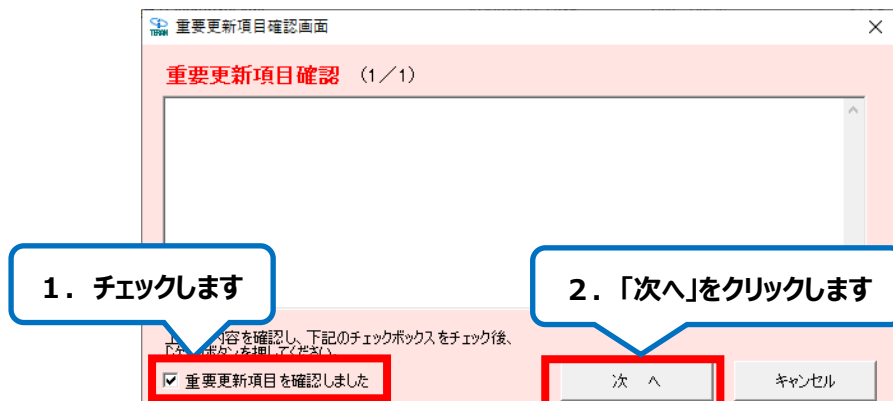 重要更新項目確認画面
重要更新項目確認 (1/1)
1. チェックします
2.「次へ」をクリックします
内容を確認し、下記のチェックボックスをチェック後、
ボタンを押してください。
重要更新項目を確認しました
次 へ
キャンセル